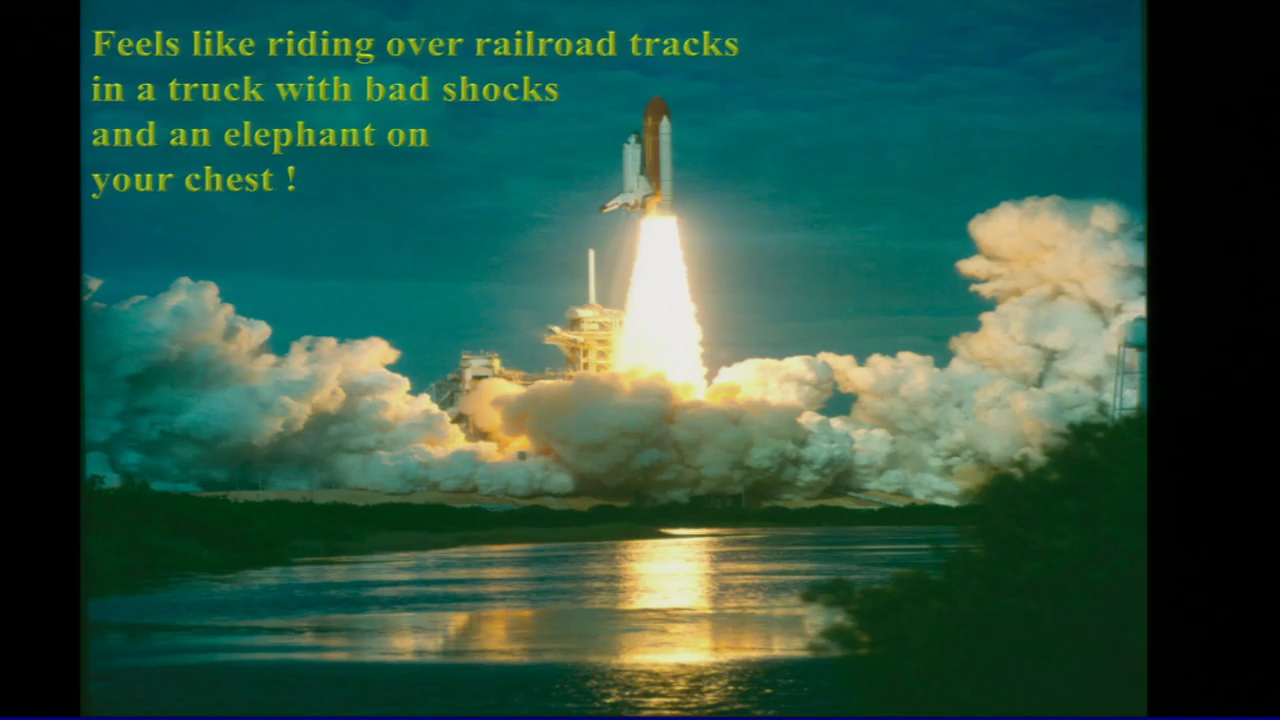 Feels like riding over railroad tracks
in a truck with bad shocks
and an elephant on
your chest !